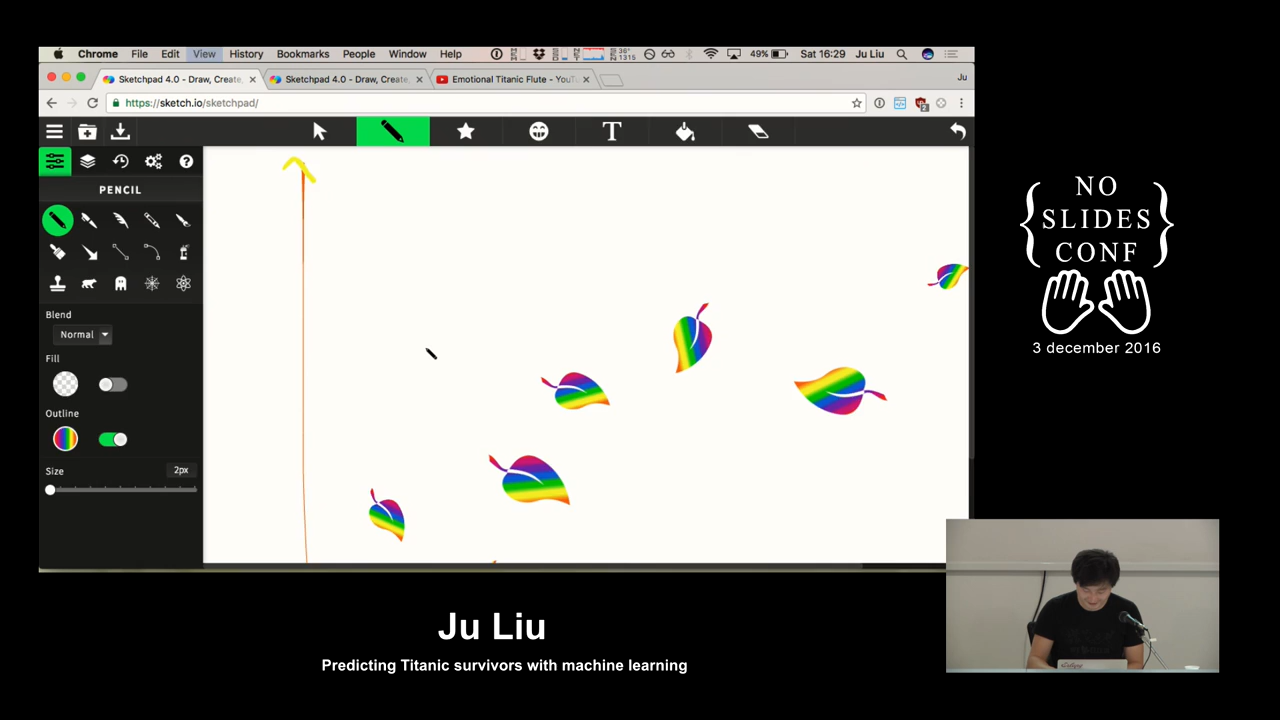 Chrome File Edit View History Bookmarks People Window Help 49% Sat 16:29 Ju Liu
Sketchpad 4.0 - Draw, Create, Sketchpad 4.0 - Draw, Create, Emotional Titanic Flute - YouT Ju
https://sketch.io/sketchpad/
T
PENCIL
Blend
Normal
Fill
Outline
Size 2px
NO
SLIDES
CONF
3 december 2016
Ju Liu
Predicting Titanic survivors with machine learning